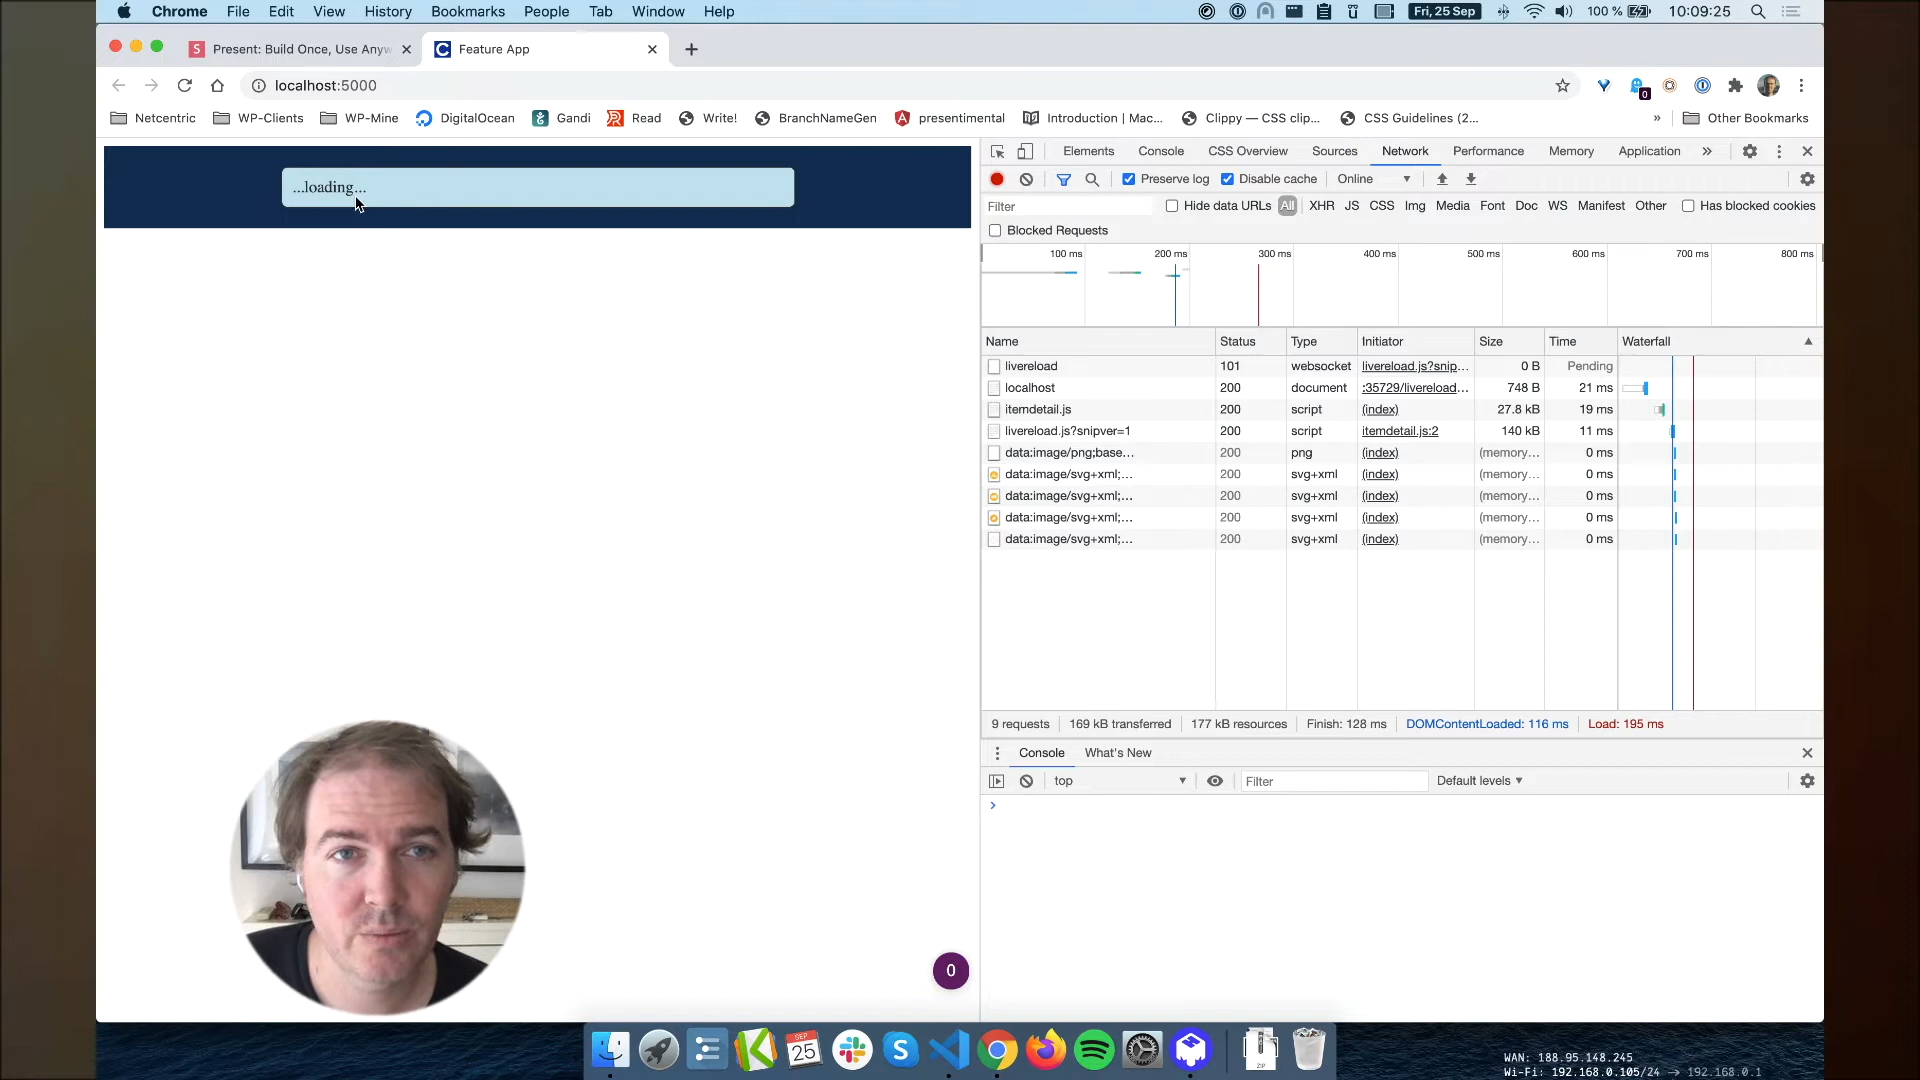 Chrome File Edit View History Bookmarks People Tab Window Help
Fri, 25 Sep 100 % 10:09:25
Present: Build Once, Use Anyw
Feature App
localhost:5000
0
Netcentric WP-Clients WP-Mine DigitalOcean Gandi Read Write! BranchNameGen presentimental Introduction | Mac... Clippy — CSS clip... CSS Guidelines (2... » Other Bookmarks
...loading...
Elements Console CSS Overview Sources Network Performance Memory Application »
Preserve log Disable cache Online
Filter Hide data URLs All XHR JS CSS Img Media Font Doc WS Manifest Other Has blocked cookies
Blocked Requests
100 ms 200 ms 300 ms 400 ms 500 ms 600 ms 700 ms 800 ms
Name Status Type Initiator Size Time Waterfall
livereload 101 websocket livereload.js?snip... 0 B Pending
localhost 200 document :35729/livereload... 748 B 21 ms
itemdetail.js 200 script (index) 27.8 kB 19 ms
livereload.js?snipver=1 200 script itemdetail.js:2 140 kB 11 ms
data:image/png;base... 200 png (index) (memory... 0 ms
data:image/svg+xml;... 200 svg+xml (index) (memory... 0 ms
data:image/svg+xml;... 200 svg+xml (index) (memory... 0 ms
data:image/svg+xml;... 200 svg+xml (index) (memory... 0 ms
data:image/svg+xml;... 200 svg+xml (index) (memory... 0 ms
9 requests 169 kB transferred 177 kB resources Finish: 128 ms DOMContentLoaded: 116 ms Load: 195 ms
Console What's New
top Filter Default levels
0
SEP
25
ZIP
WAN: 188.95.148.245
Wi-Fi: 192.168.0.105/24 → 192.168.0.1